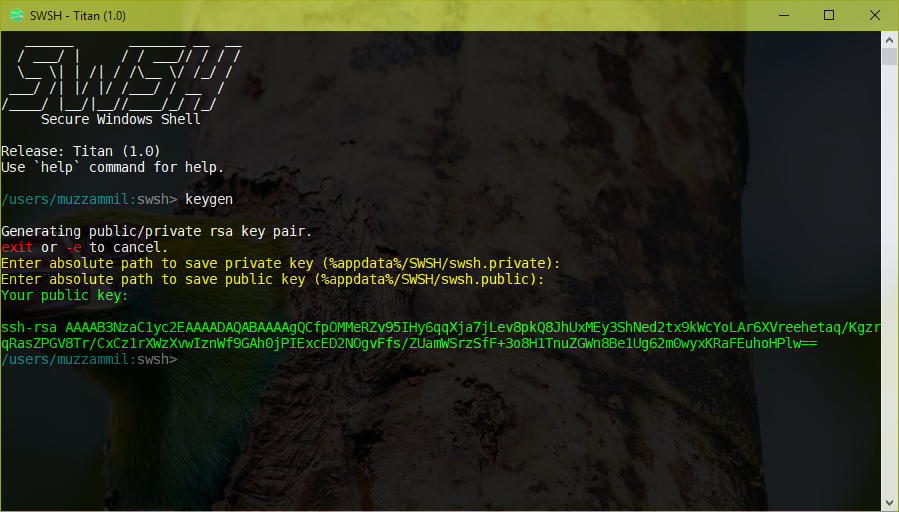 SWSH - Titan (1.0)
SWSH
Secure Windows Shell
Release: Titan (1.0)
Use `help` command for help.
/users/muzzammil:swsh> keygen
Generating public/private rsa key pair.
exit or -e to cancel.
Enter absolute path to save private key (%appdata%/SWSH/swsh.private):
Enter absolute path to save public key (%appdata%/SWSH/swsh.public):
Your public key:
ssh-rsa AAAAB3NzaC1yc2EAAAADAQABAAAAgQCfpOMMeRZv95IHy6qqXja7jLev8pkQ8JhUxMEy3ShNed2tx9kWcYoLAr6XVreehetaq/Kgzr
qRasZPGV8Tr/CxCz1rXWzXvwIznWf9GAh0jPIExcED2NOgvFfs/ZUamWSrzSfF+3o8H1TnuZGWn8Be1Ug62m0wyxKRaFEuhoHPlw==
/users/muzzammil:swsh>